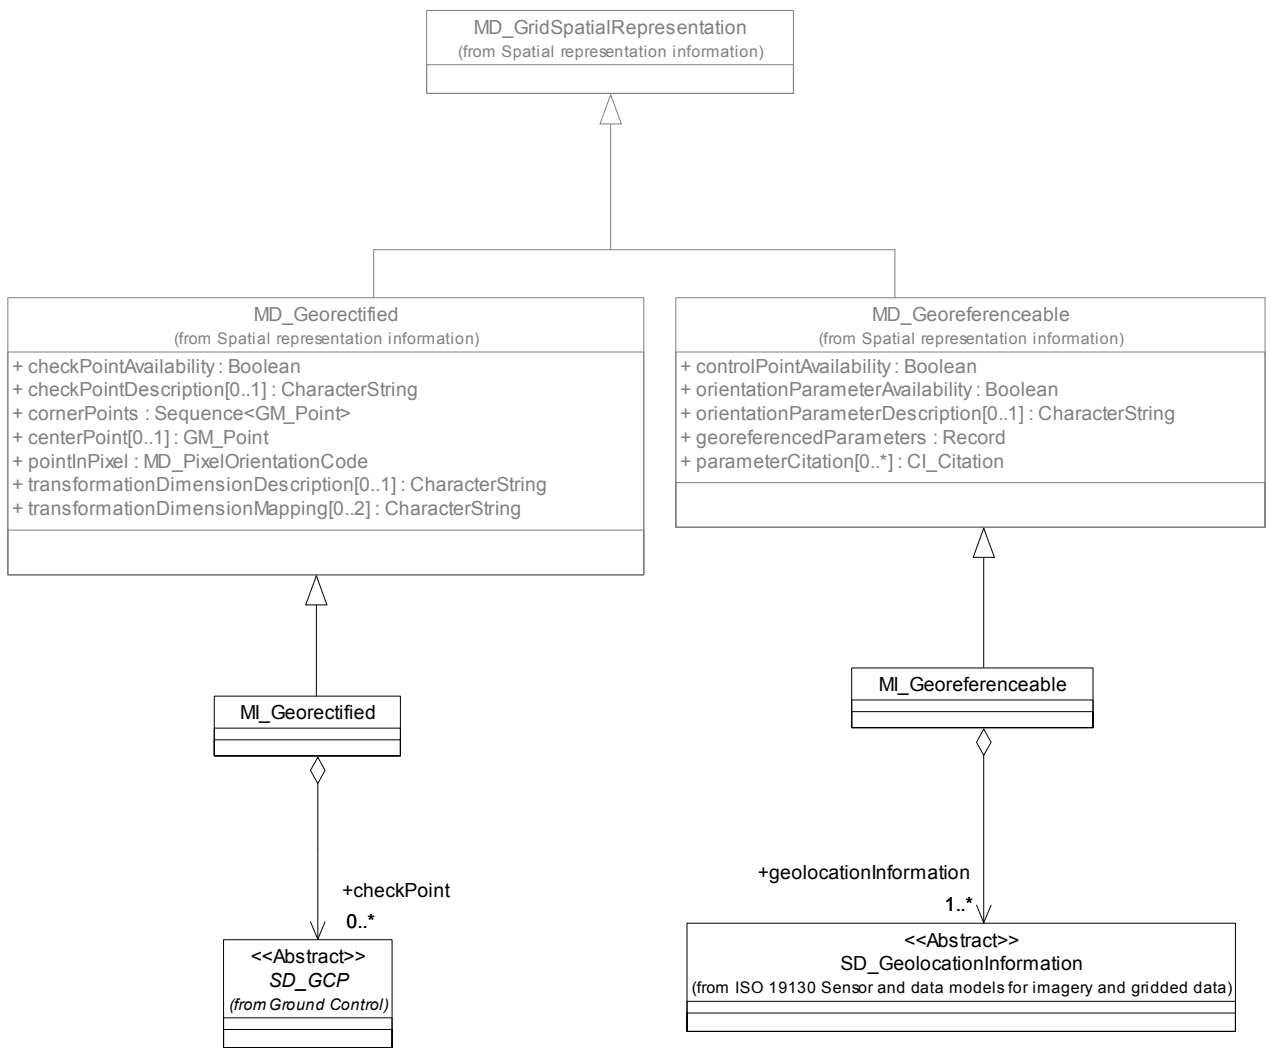 MD_GridSpatialRepresentation
(from Spatial representation information)
MD_Georectified
(from Spatial representation information)
+ checkPointAvailability : Boolean
+ checkPointDescription[0..1] : CharacterString
+ cornerPoints : Sequence<GM_Point>
+ centerPoint[0..1] : GM_Point
+ pointInPixel : MD_PixelOrientationCode
+ transformationDimensionDescription[0..1] : CharacterString
+ transformationDimensionMapping[0..2] : CharacterString
MD_Georeferenceable
(from Spatial representation information)
+ controlPointAvailability : Boolean
+ orientationParameterAvailability : Boolean
+ orientationParameterDescription[0..1] : CharacterString
+ georeferencedParameters : Record
+ parameterCitation[0..*] : CI_Citation
MI_Georectified
MI_Georeferenceable
+checkPoint
0..*
+geolocationInformation
1..*
<<Abstract>>
SD_GCP
(from Ground Control)
<<Abstract>>
SD_GeolocationInformation
(from ISO 19130 Sensor and data models for imagery and gridded data)